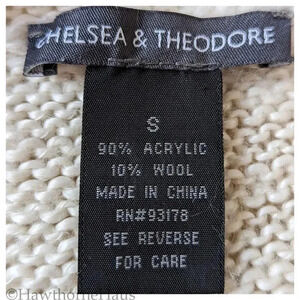 CHELSEA & THEODORE
S
90% ACRYLIC
10% WOOL
MADE IN CHINA
RN#93178
SEE REVERSE
FOR CARE
©HawthorneHaus